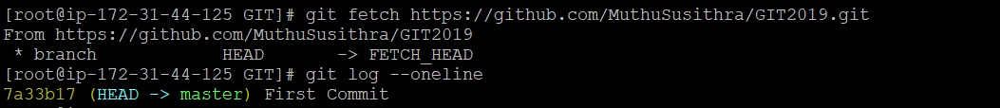 [root@ip-172-31-44-125 GIT]# git fetch https://github.com/MuthuSusithra/GIT2019.git
From https://github.com/MuthuSusithra/GIT2019
 * branch            HEAD       -> FETCH_HEAD
[root@ip-172-31-44-125 GIT]# git log --oneline
7a33b17 (HEAD -> master) First Commit